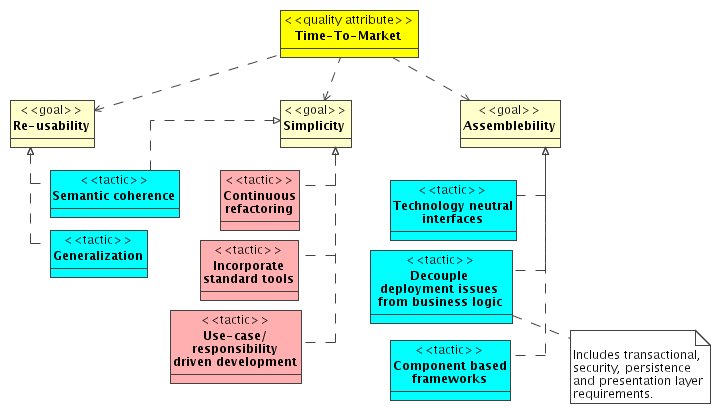 <<quality attribute>>
Time-To-Market
<<goal>>
Re-usability
<<goal>>
Simplicity
<<goal>>
Assemblebility
<<tactic>>
Semantic coherence
<<tactic>>
Generalization
<<tactic>>
Continuous
refactoring
<<tactic>>
Incorporate
standard tools
<<tactic>>
Use-case/
responsibility
driven development
<<tactic>>
Technology neutral
interfaces
<<tactic>>
Decouple
deployment issues
from business logic
<<tactic>>
Component based
frameworks
Includes transactional,
security, persistence
and presentation layer
requirements.